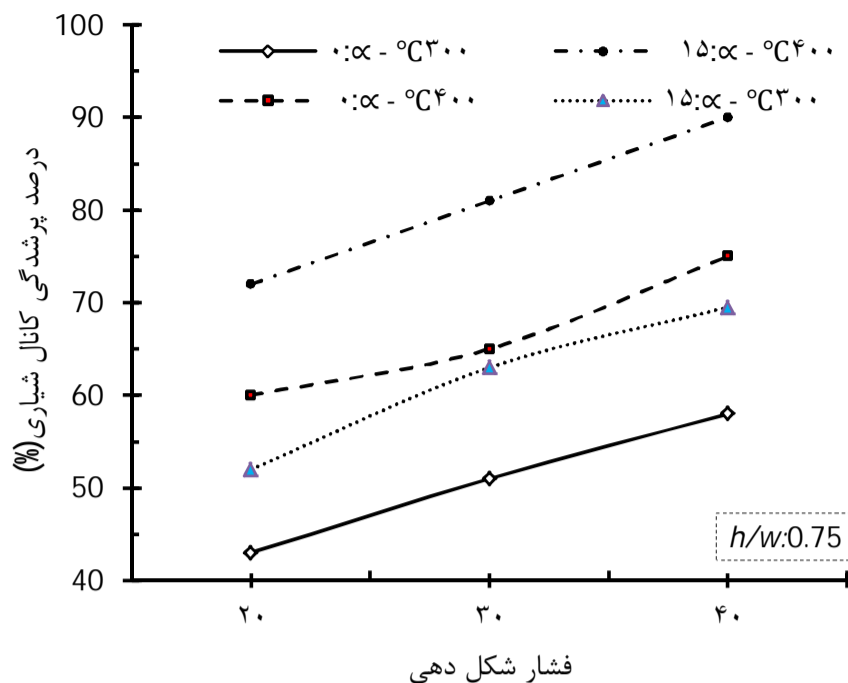 100
۰:∝ - °C۳۰۰
۱۵:∝ - °C۴۰۰
۰:∝ - °C۴۰۰
۱۵:∝ - °C۳۰۰
90
80
70
60
50
40
درصد پرشدگی کانال شیاری(%)
h/w:0.75
۲۰
۳۰
۴۰
فشار شکل دهی